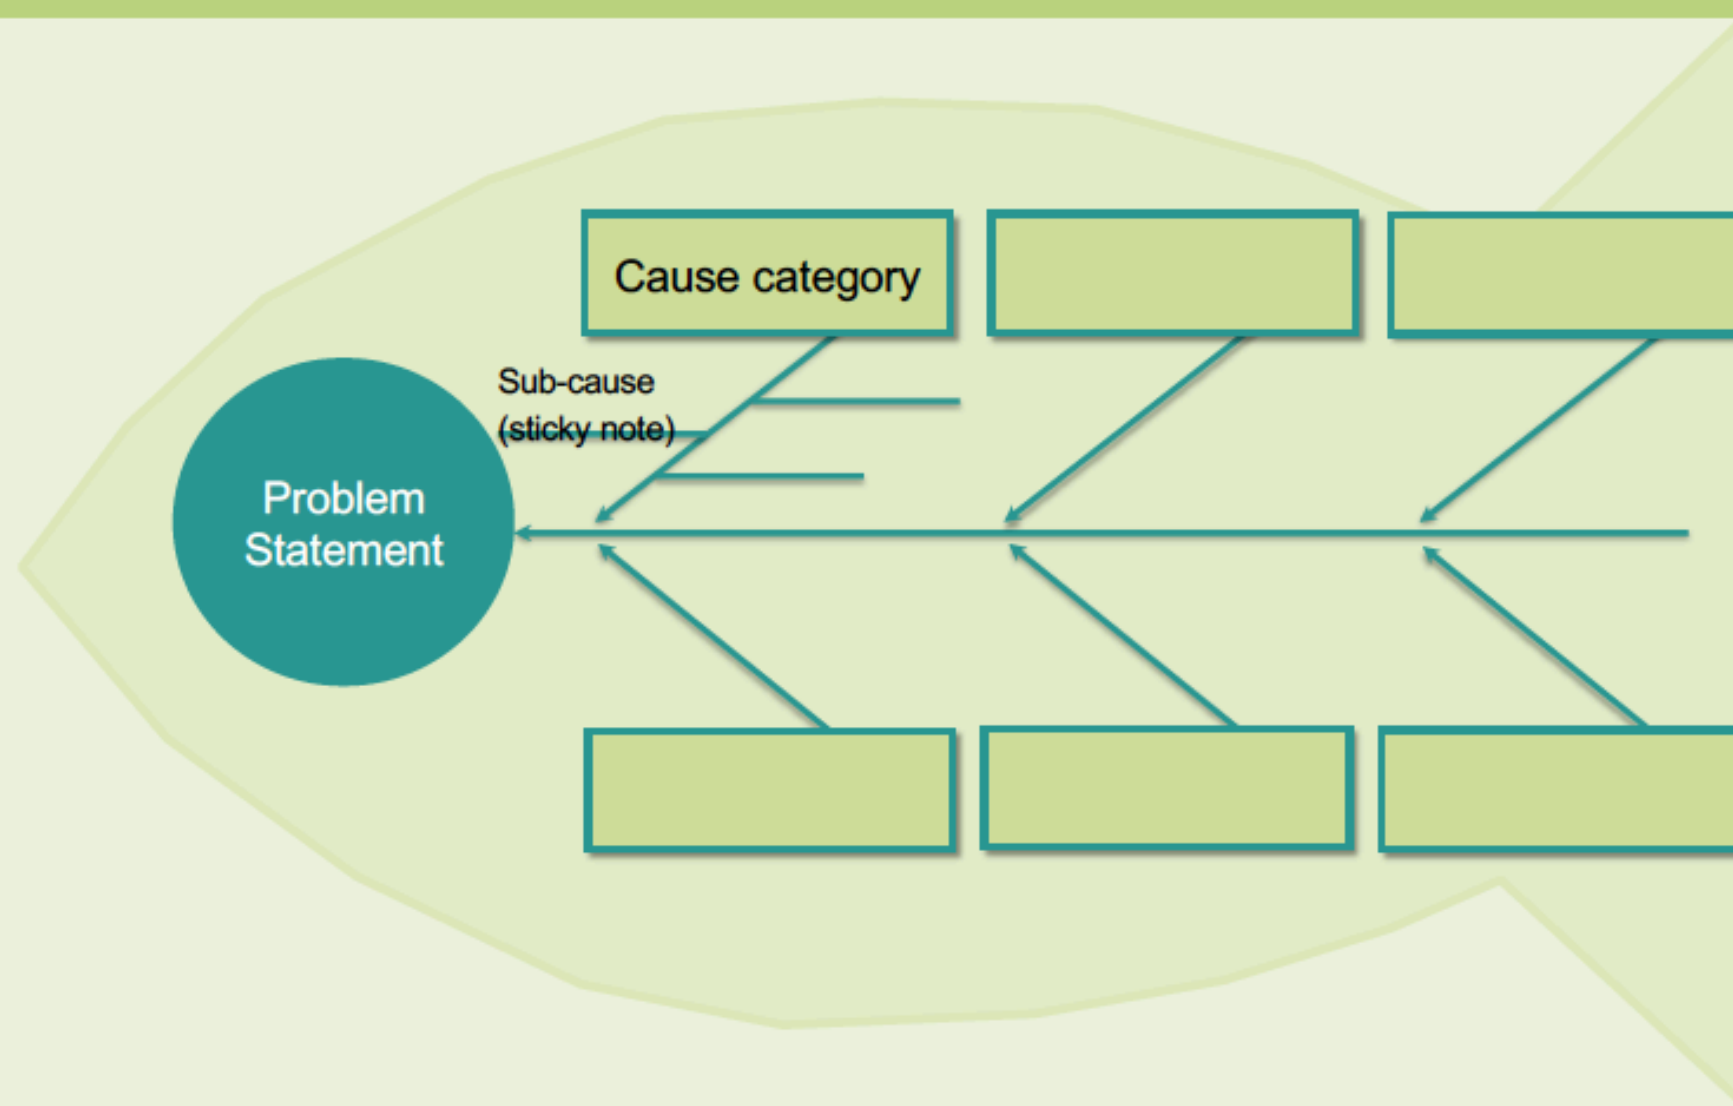 Cause category
Sub-cause
(sticky note)
Problem
Statement